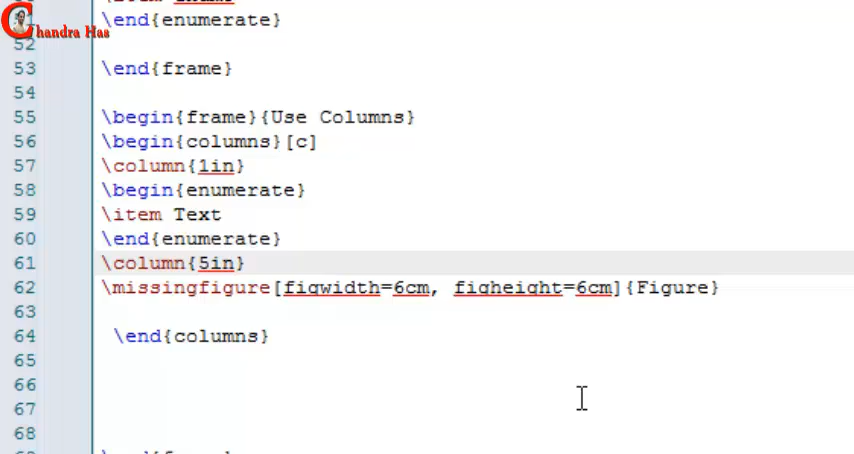 Chandra Has
\end{enumerate}
52
53 \end{frame}
54
55 \begin{frame}{Use Columns}
56 \begin{columns}[c]
57 \column{1in}
58 \begin{enumerate}
59 \item Text
60 \end{enumerate}
61 \column{5in}
62 \missingfigure[figwidth=6cm, figheight=6cm]{Figure}
63
64 \end{columns}
65
66
67
68